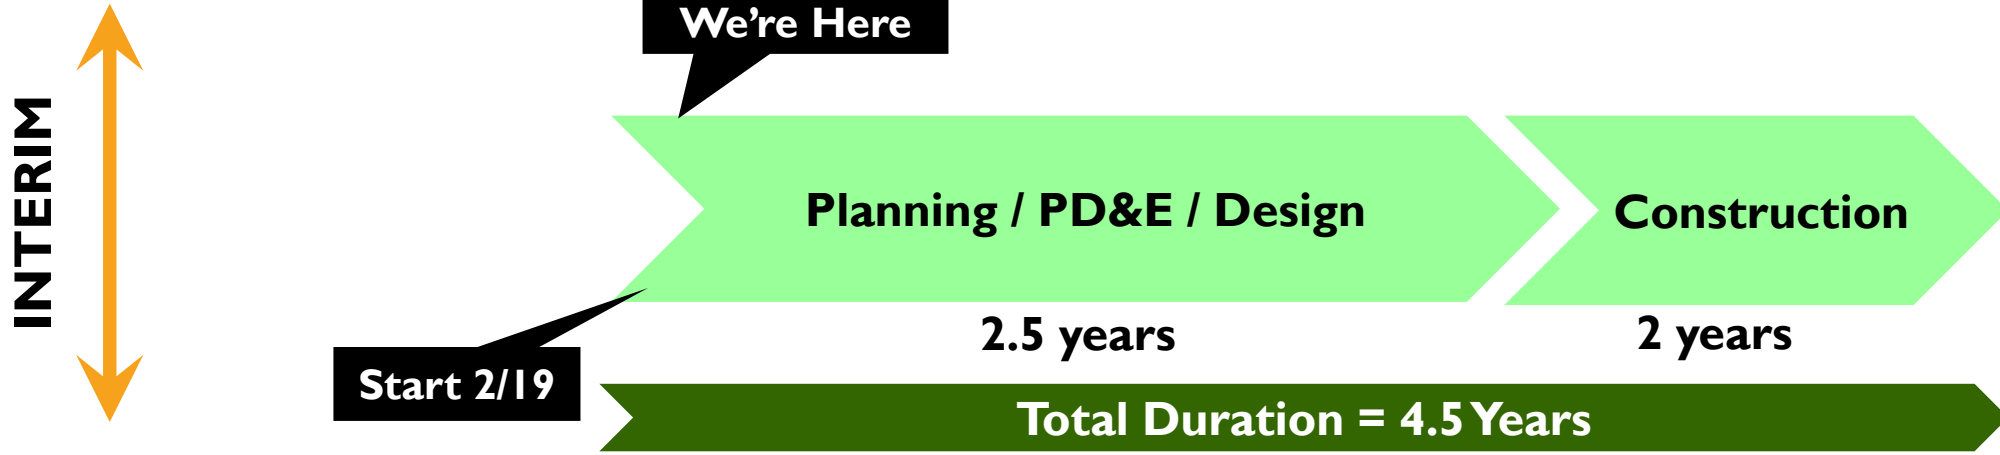 We're Here
INTERIM
Planning / PD&E / Design
Construction
2.5 years
2 years
Start 2/19
Total Duration = 4.5 Years